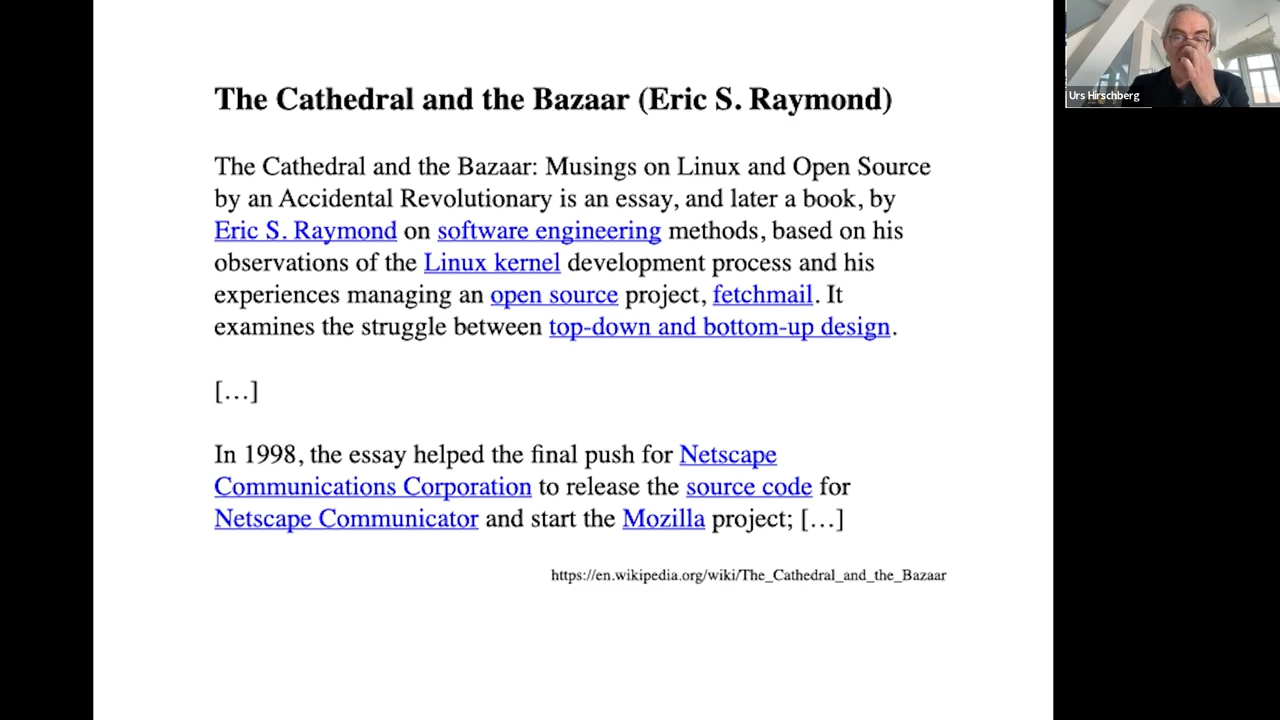 The Cathedral and the Bazaar (Eric S. Raymond)
The Cathedral and the Bazaar: Musings on Linux and Open Source
by an Accidental Revolutionary is an essay, and later a book, by
Eric S. Raymond on software engineering methods, based on his
observations of the Linux kernel development process and his
experiences managing an open source project, fetchmail. It
examines the struggle between top-down and bottom-up design.
[…]
In 1998, the essay helped the final push for Netscape
Communications Corporation to release the source code for
Netscape Communicator and start the Mozilla project; […]
https://en.wikipedia.org/wiki/The_Cathedral_and_the_Bazaar
Urs Hirschberg